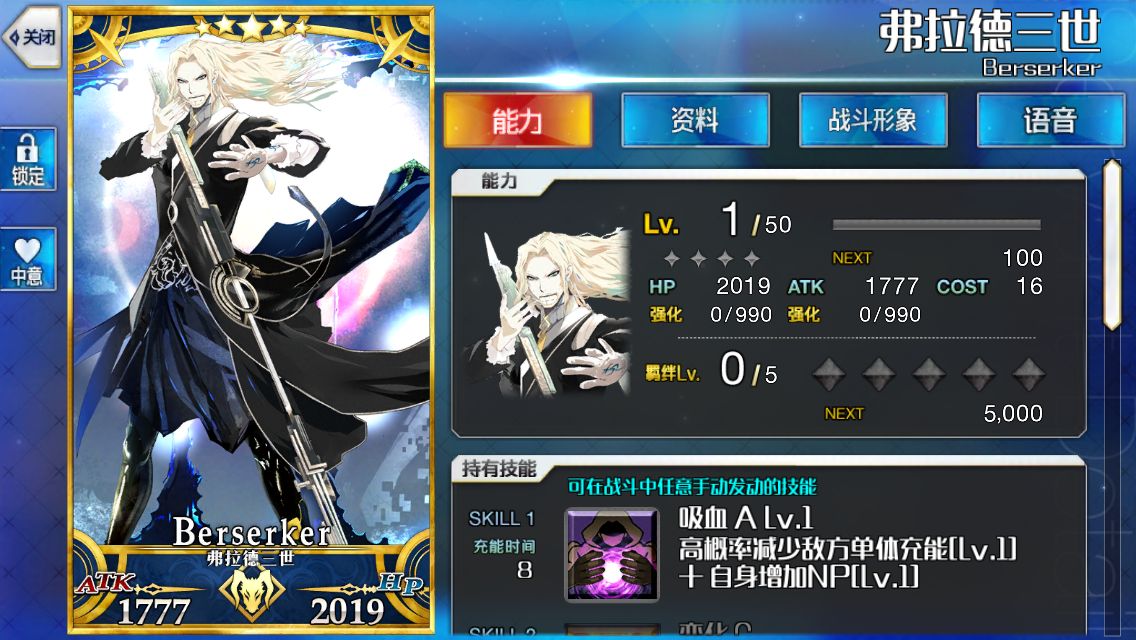 关闭
弗拉德三世
Berserker
能力
资料
战斗形象
语音
锁定
中意
能力
Lv. 1/50
NEXT 100
HP 2019 ATK 1777 COST 16
强化 0/990 强化 0/990
羁绊Lv. 0/5
NEXT 5,000
持有技能
可在战斗中任意手动发动的技能
SKILL 1
充能时间
8
吸血 A Lv.1
高概率减少敌方单体充能[Lv.1]
＋自身增加NP[Lv.1]
SKILL 2
变化 C
Berserker
弗拉德三世
ATK
1777
HP
2019